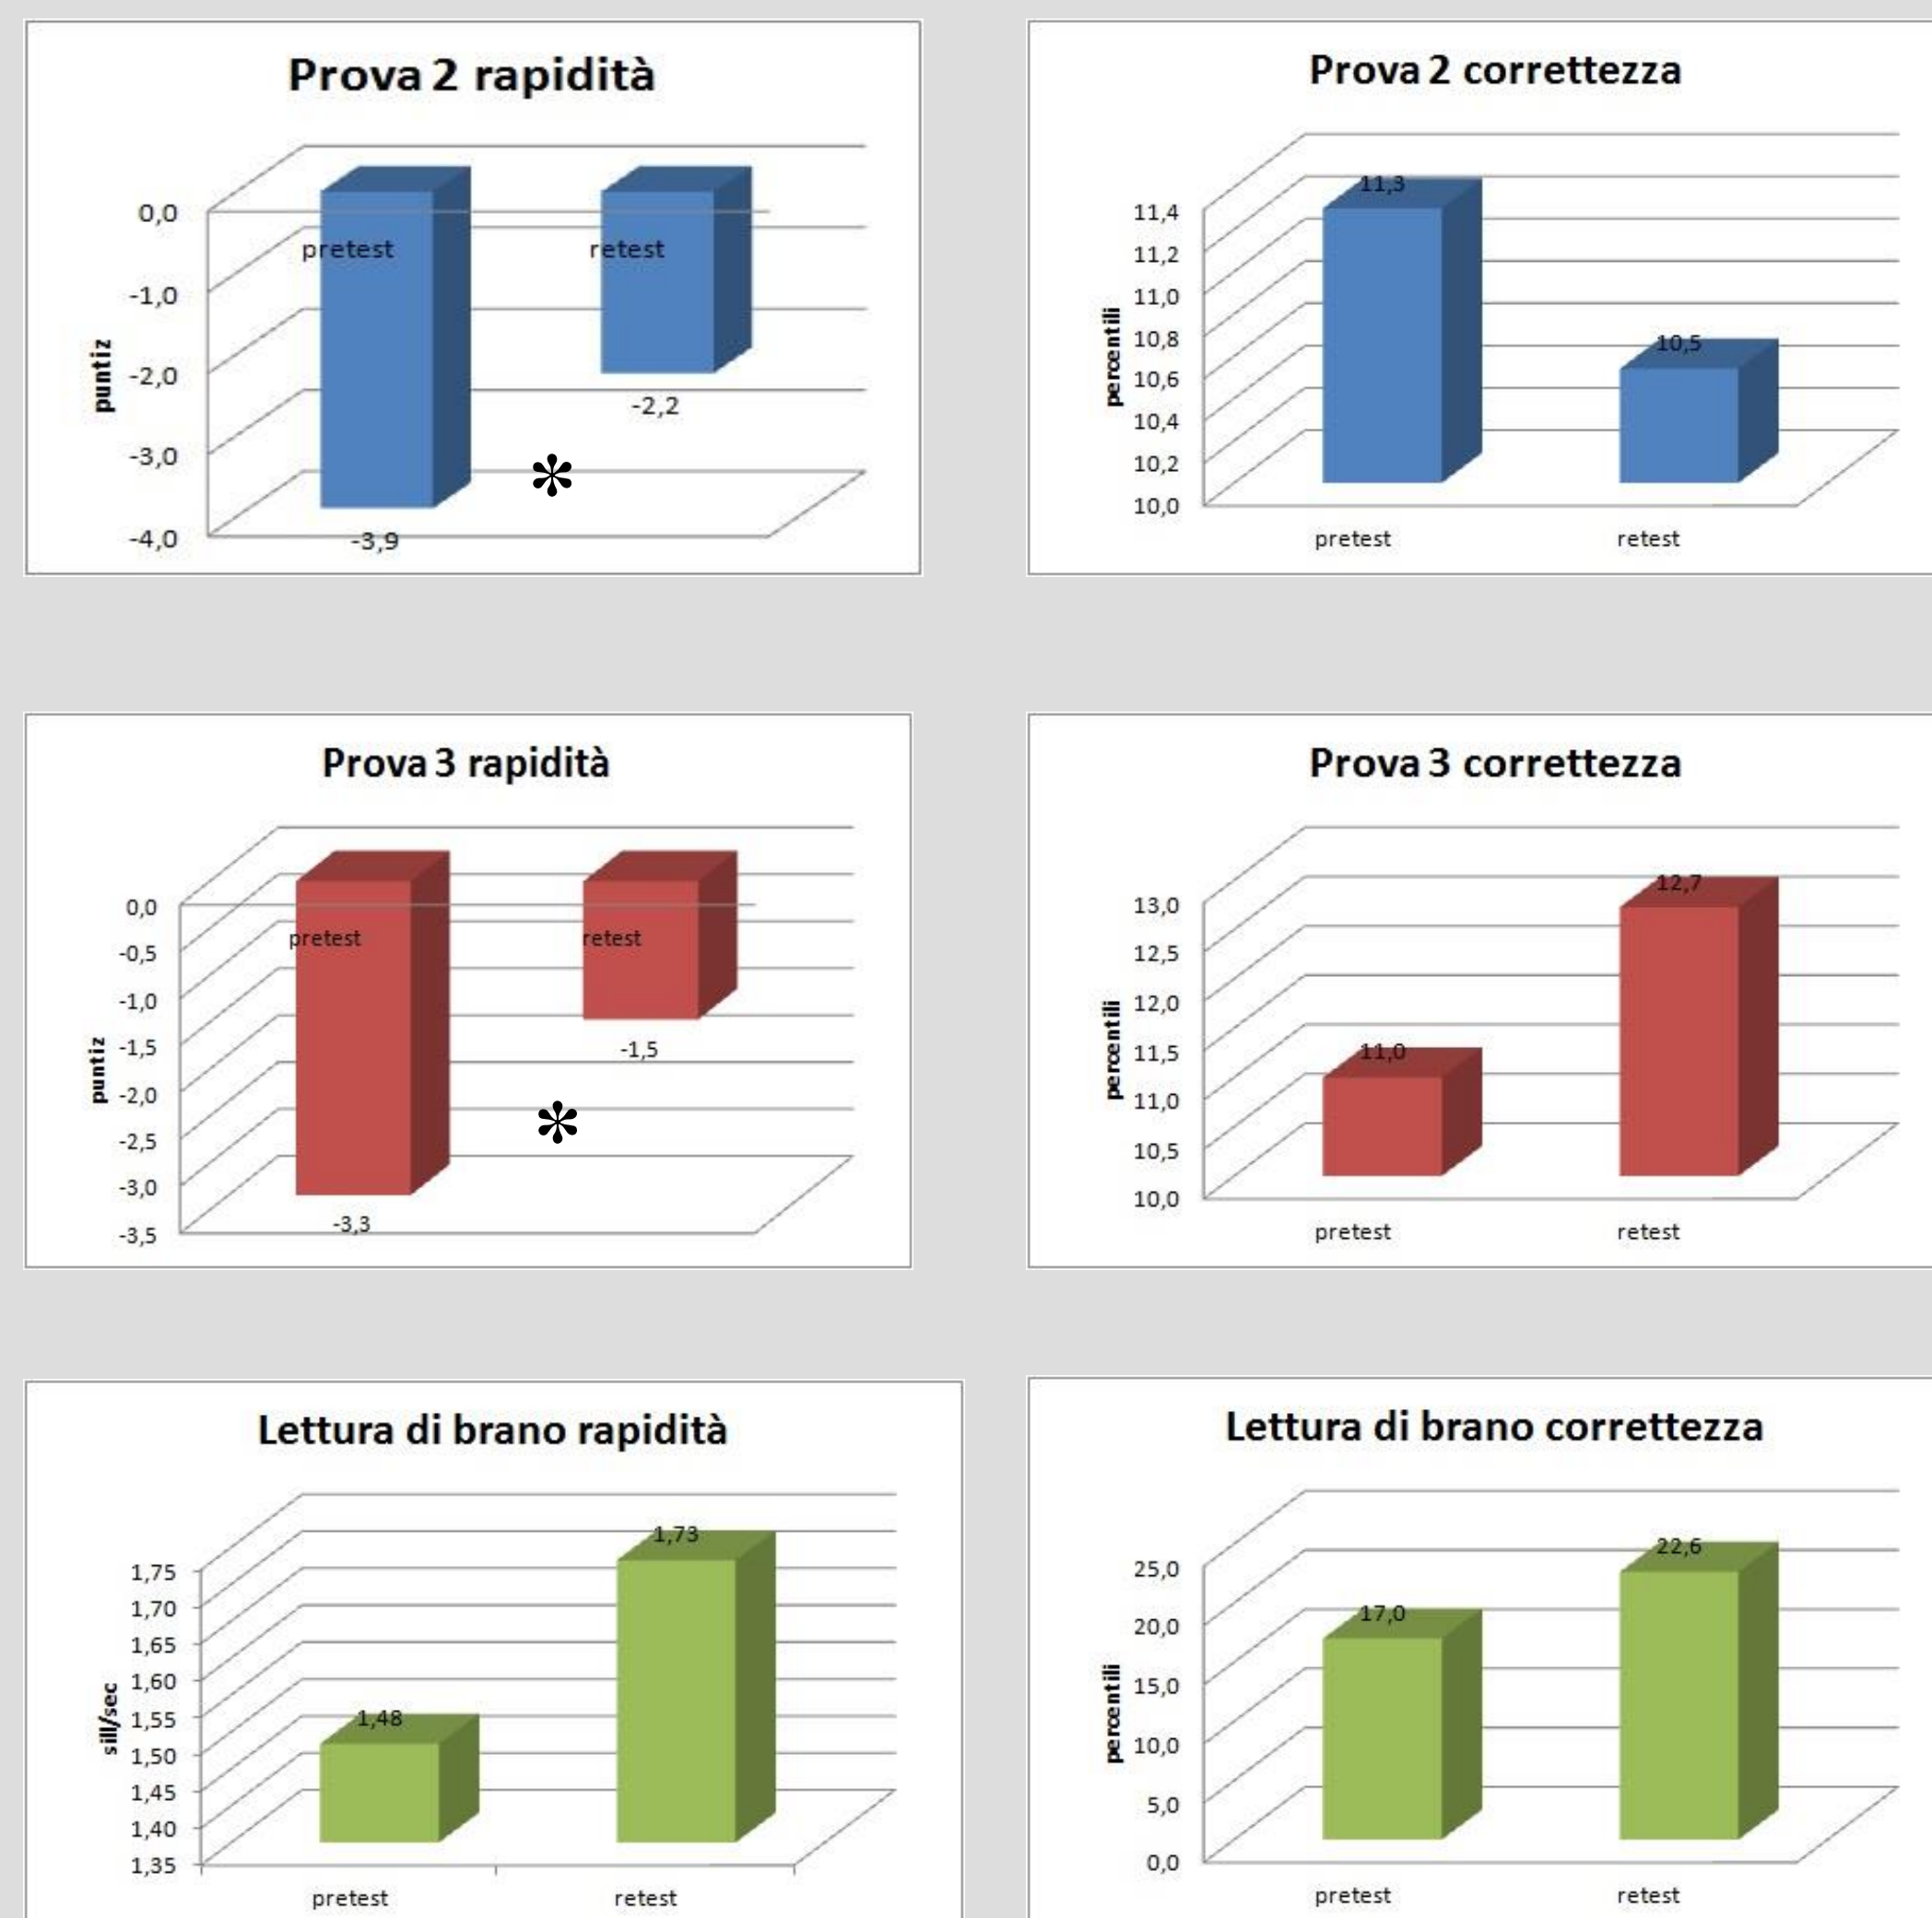 Prova 2 rapidità
0,0
-1,0
-2,0
-3,0
-4,0
punti z
pretest
retest
-3,9
-2,2
*
Prova 2 correttezza
11,4
11,2
11,0
10,8
10,6
10,4
10,2
10,0
percentili
11,3
10,5
pretest
retest
Prova 3 rapidità
0,0
-0,5
-1,0
-1,5
-2,0
-2,5
-3,0
-3,5
punti z
pretest
retest
-3,3
-1,5
*
Prova 3 correttezza
13,0
12,5
12,0
11,5
11,0
10,5
10,0
percentili
11,0
12,7
pretest
retest
Lettura di brano rapidità
1,75
1,70
1,65
1,60
1,55
1,50
1,45
1,40
1,35
sill/sec
1,48
1,73
pretest
retest
Lettura di brano correttezza
25,0
20,0
15,0
10,0
5,0
0,0
percentili
17,0
22,6
pretest
retest